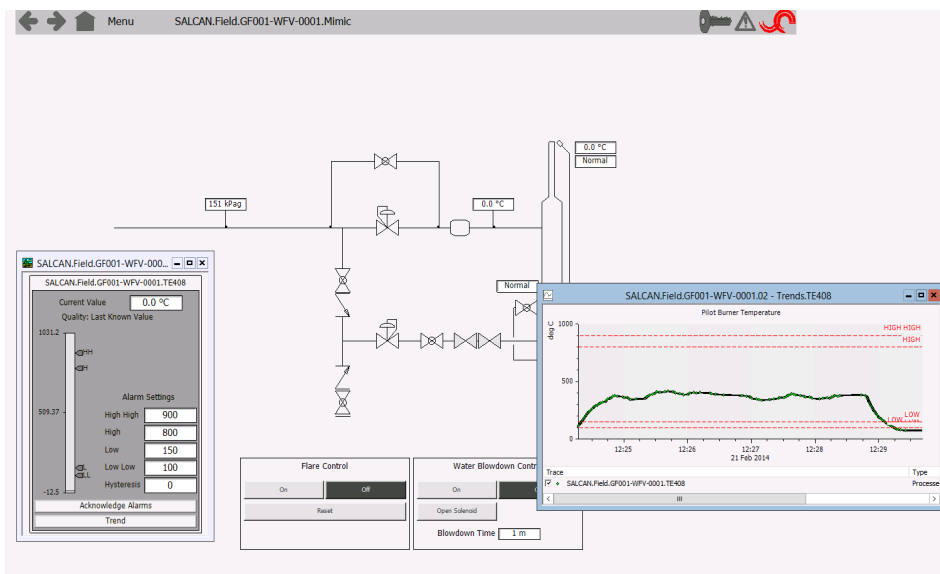 Menu SALCAN.Field.GF001-WFV-0001.Mimic
0.0 °C
Normal
151 kPag
0.0 °C
Normal
SALCAN.Field.GF001-WFV-000...
SALCAN.Field.GF001-WFV-0001.TE408
Current Value 0.0 °C
Quality: Last Known Value
1031.2
HH
H
Alarm Settings
509.37
High High 900
High 800
Low 150
L
Low Low 100
LL
Hysteresis 0
-12.5
Acknowledge Alarms
Trend
Flare Control
On Off
Reset
Water Blowdown Contr
On
Open Solenoid
Blowdown Time 1 m
SALCAN.Field.GF001-WFV-0001.02 - Trends.TE408
Pilot Burner Temperature
deg C
1000
500
0
HIGH HIGH
HIGH
LOW
LOW
12:25 12:26 12:27 12:28 12:29
21 Feb 2014
Trace Type
SALCAN.Field.GF001-WFV-0001.TE408 Processe